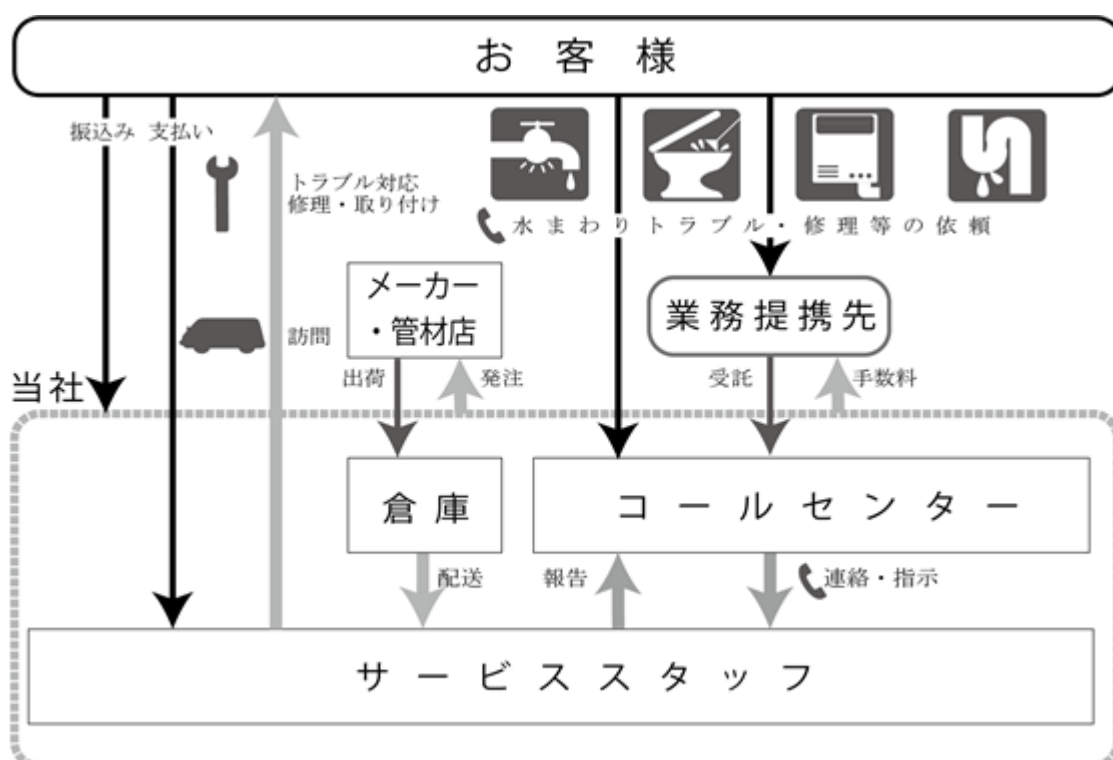 お客様
振込み 支払い
トラブル対応
修理・取り付け
水まわりトラブル・修理等の依頼
メーカー
・管材店
業務提携先
訪問
出荷
発注
受託
手数料
当社
倉庫
コールセンター
配送
報告
連絡・指示
サービススタッフ